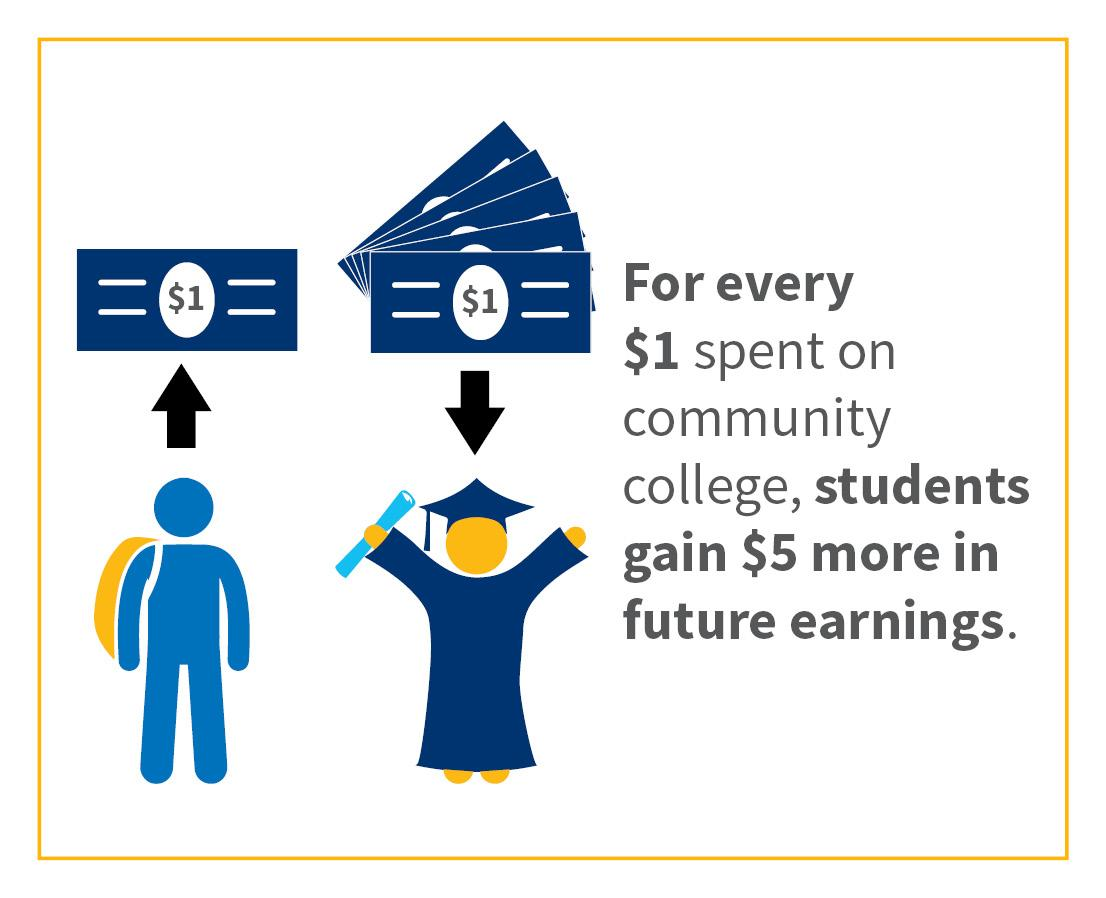 $1
$1
For every
$1 spent on
community
college, students
gain $5 more in
future earnings.